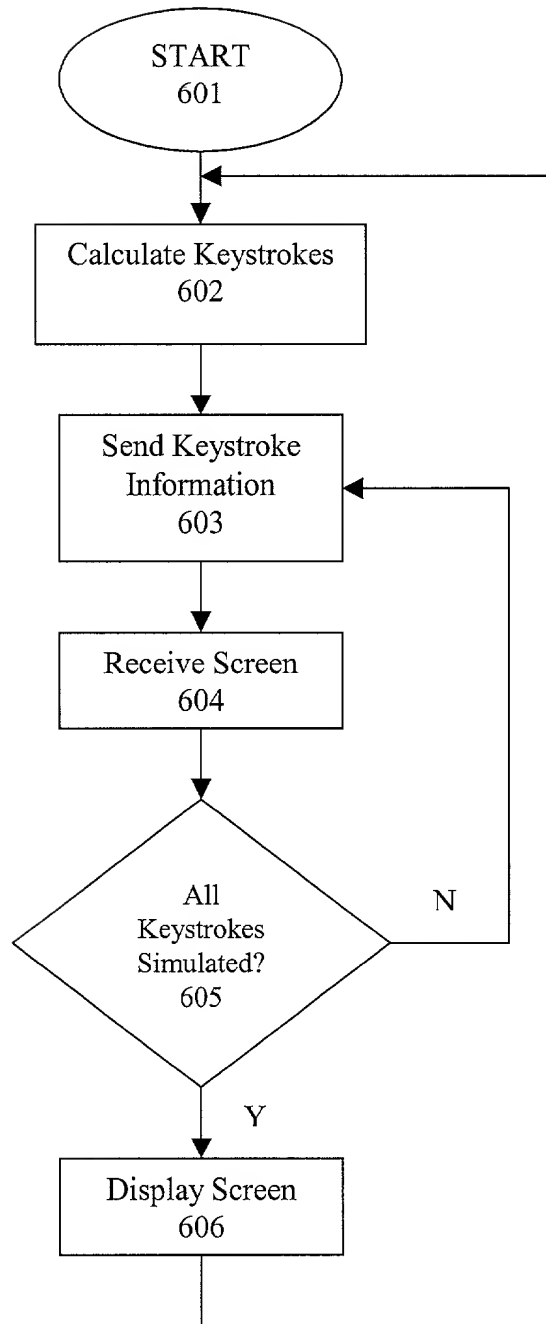 START
601
Calculate Keystrokes
602
Send Keystroke
Information
603
Receive Screen
604
All
Keystrokes
Simulated?
605
N
Y
Display Screen
606